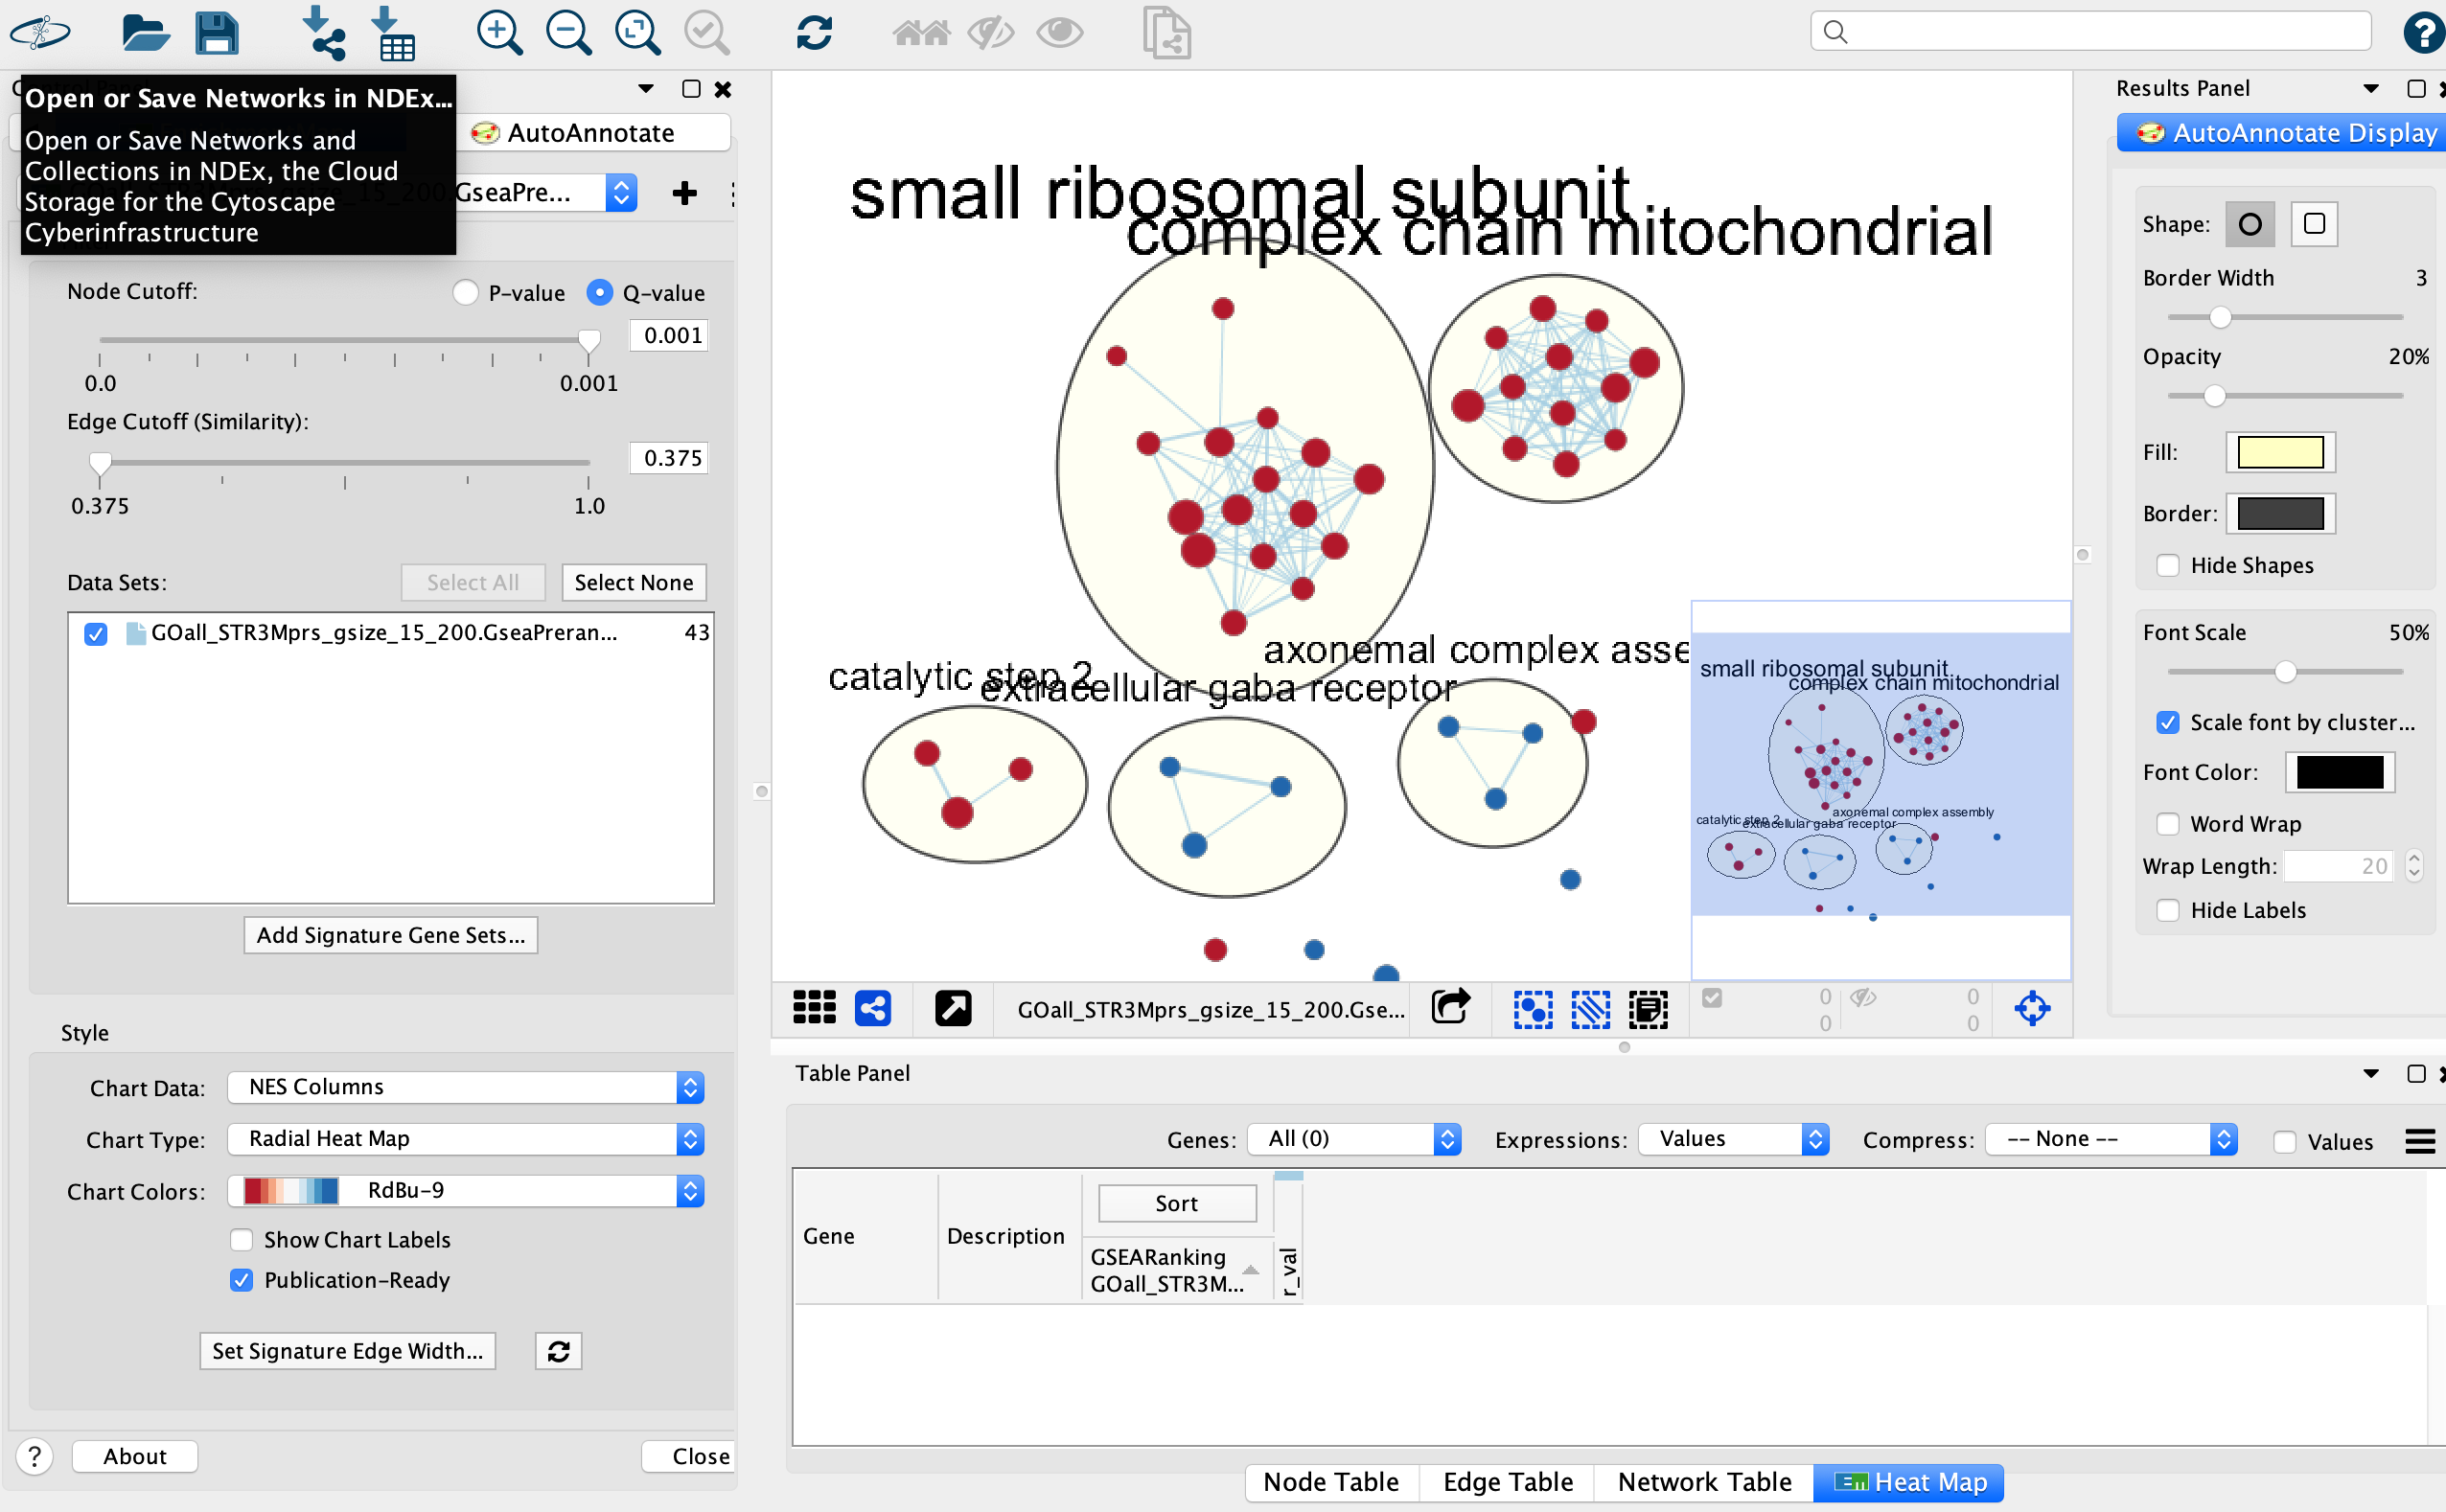 Open or Save Networks in NDEx...
Open or Save Networks and
Collections in NDEx, the Cloud
Storage for the Cytoscape
Cyberinfrastructure
AutoAnnotate
GseaPre...
Node Cutoff:
P-value
Q-value
0.001
0.0
0.001
Edge Cutoff (Similarity):
0.375
0.375
1.0
Data Sets:
Select All
Select None
GOall_STR3Mprs_gsize_15_200.GseaPreran...
43
Add Signature Gene Sets...
Style
Chart Data:
NES Columns
Chart Type:
Radial Heat Map
Chart Colors:
RdBu-9
Show Chart Labels
Publication-Ready
Set Signature Edge Width...
?
About
Close
small ribosomal subunit
complex chain mitochondrial
axonemal complex asse
catalytic step 2
extracellular gaba receptor
small ribosomal subunit
complex chain mitochondrial
axonemal complex assembly
catalytic step 2
extracellular gaba receptor
GOall_STR3Mprs_gsize_15_200.Gse...
0
0
0
0
?
Results Panel
AutoAnnotate Display
Shape:
Border Width
3
Opacity
20%
Fill:
Border:
Hide Shapes
Font Scale
50%
Scale font by cluster...
Font Color:
Word Wrap
Wrap Length:
20
Hide Labels
Table Panel
Genes:
All (0)
Expressions:
Values
Compress:
-- None --
Values
Gene
Description
Sort
GSEARanking
GOall_STR3M...
r_val
Node Table
Edge Table
Network Table
Heat Map